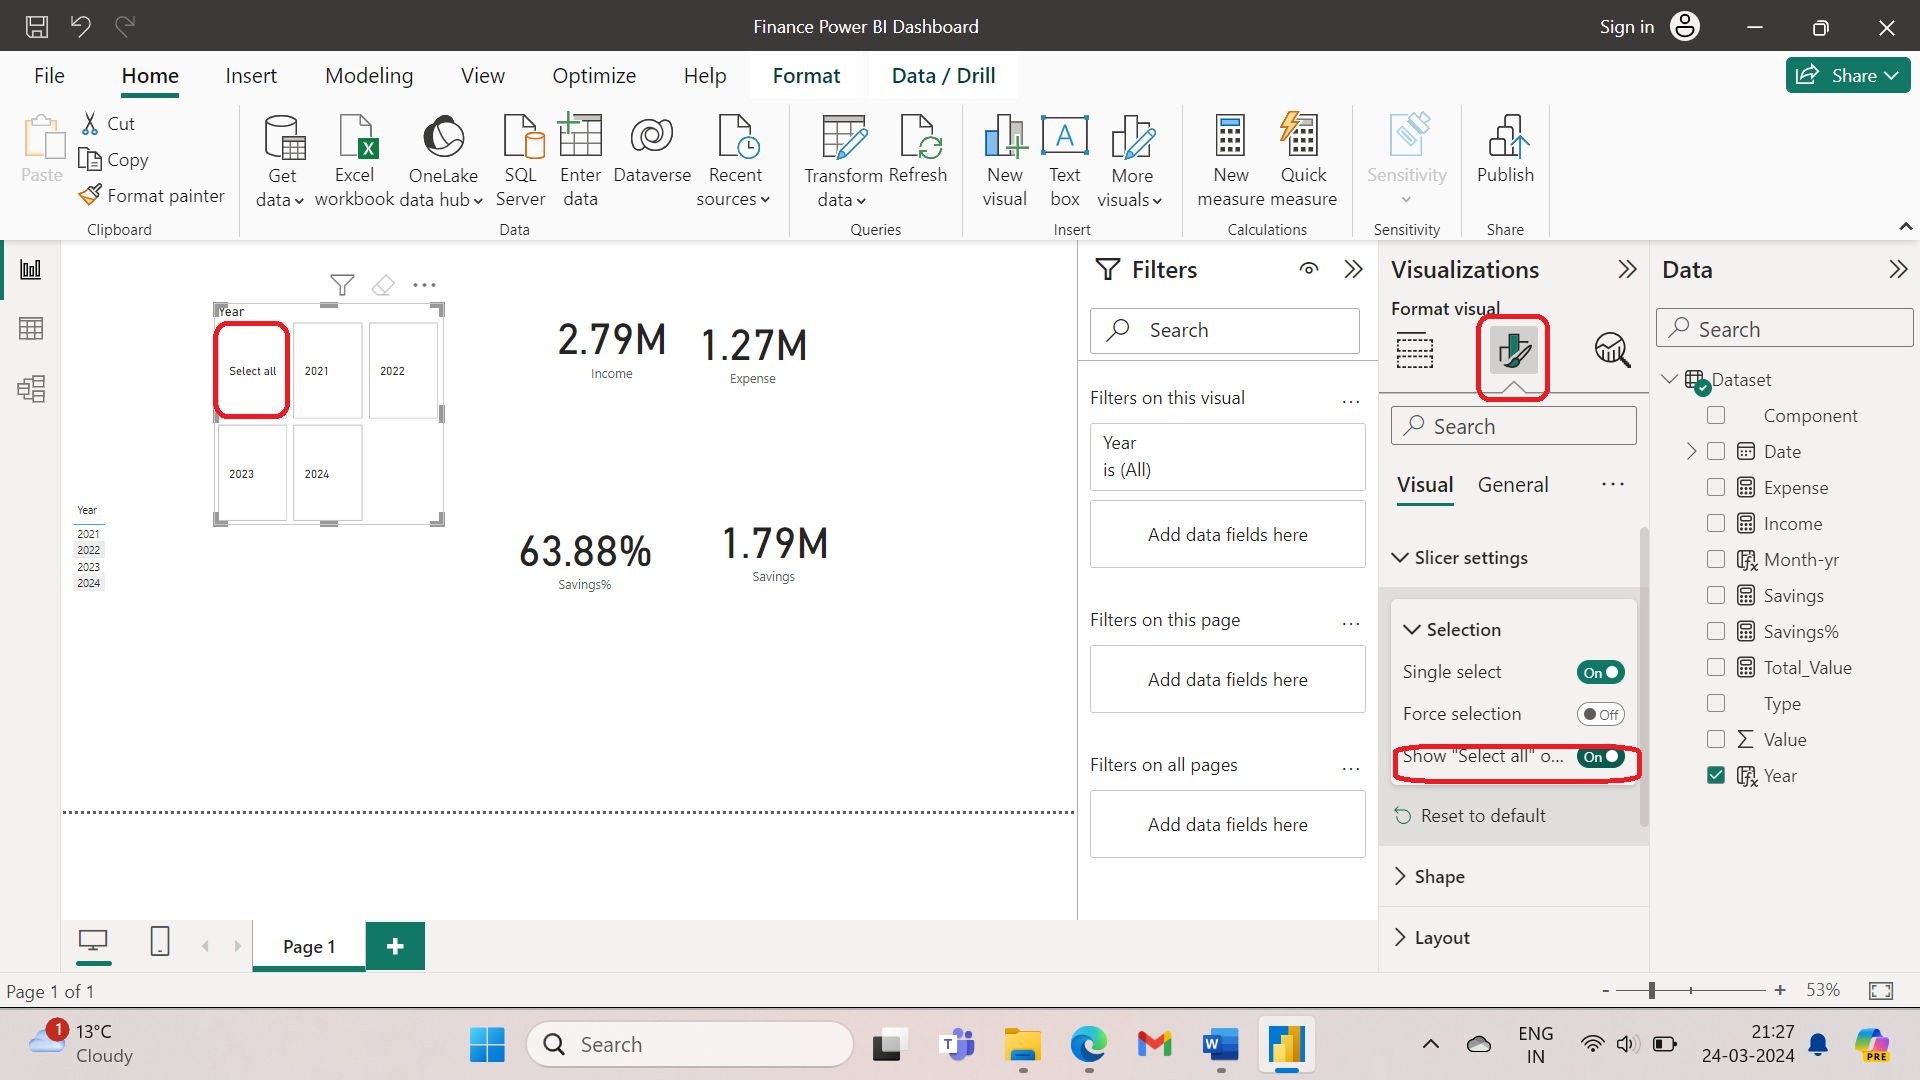 Finance Power BI Dashboard
Sign in
File Home Insert Modeling View Optimize Help Format Data / Drill
Share
Paste
Cut
Copy
Format painter
Clipboard
Get data
Excel workbook
OneLake data hub
SQL Server
Enter data
Dataverse
Recent sources
Data
Transform data
Refresh
Queries
New visual
Text box
More visuals
Insert
New measure
Quick measure
Calculations
Sensitivity
Sensitivity
Publish
Share
Year
Select all
2021
2022
2023
2024
Year
2021
2022
2023
2024
2.79M
Income
1.27M
Expense
63.88%
Savings%
1.79M
Savings
Filters
Search
Filters on this visual ...
Year
is (All)
Add data fields here
Filters on this page ...
Add data fields here
Filters on all pages ...
Add data fields here
Visualizations
Format visual
Search
Visual General ...
Slicer settings
Selection
Single select On
Force selection Off
Show "Select all" o... On
Reset to default
Shape
Layout
Data
Search
Dataset
Component
Date
Expense
Income
Month-yr
Savings
Savings%
Total_Value
Type
Value
Year
Page 1
Page 1 of 1
- + 53%
1
13°C
Cloudy
Search
ENG
IN
21:27
24-03-2024
PRE